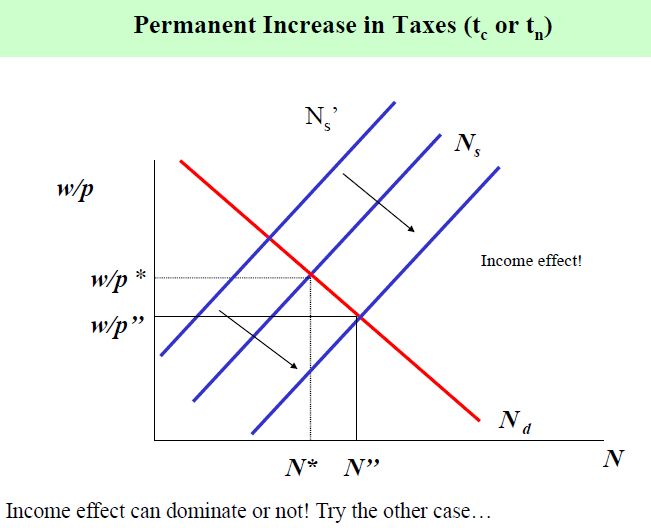 Permanent Increase in Taxes (tc or tn)
Ns’
Ns
w/p
Income effect!
w/p *
w/p”
Nd
N* N”
N
Income effect can dominate or not! Try the other case…